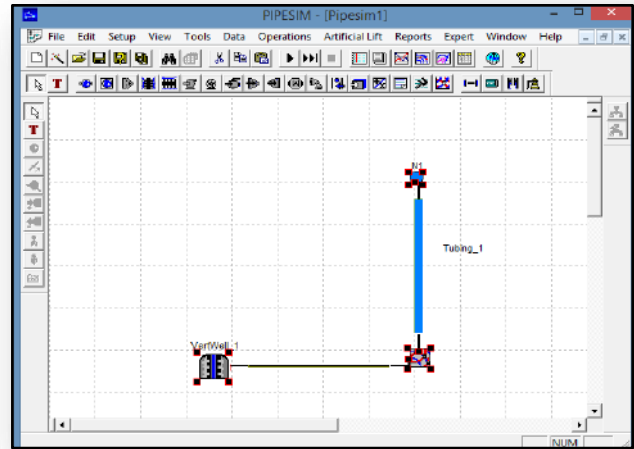 PIPESIM - [Pipesim1]
File Edit Setup View Tools Data Operations Artificial Lift Reports Expert Window Help
T
T
N1
Tubing_1
VertWell_1
NUM